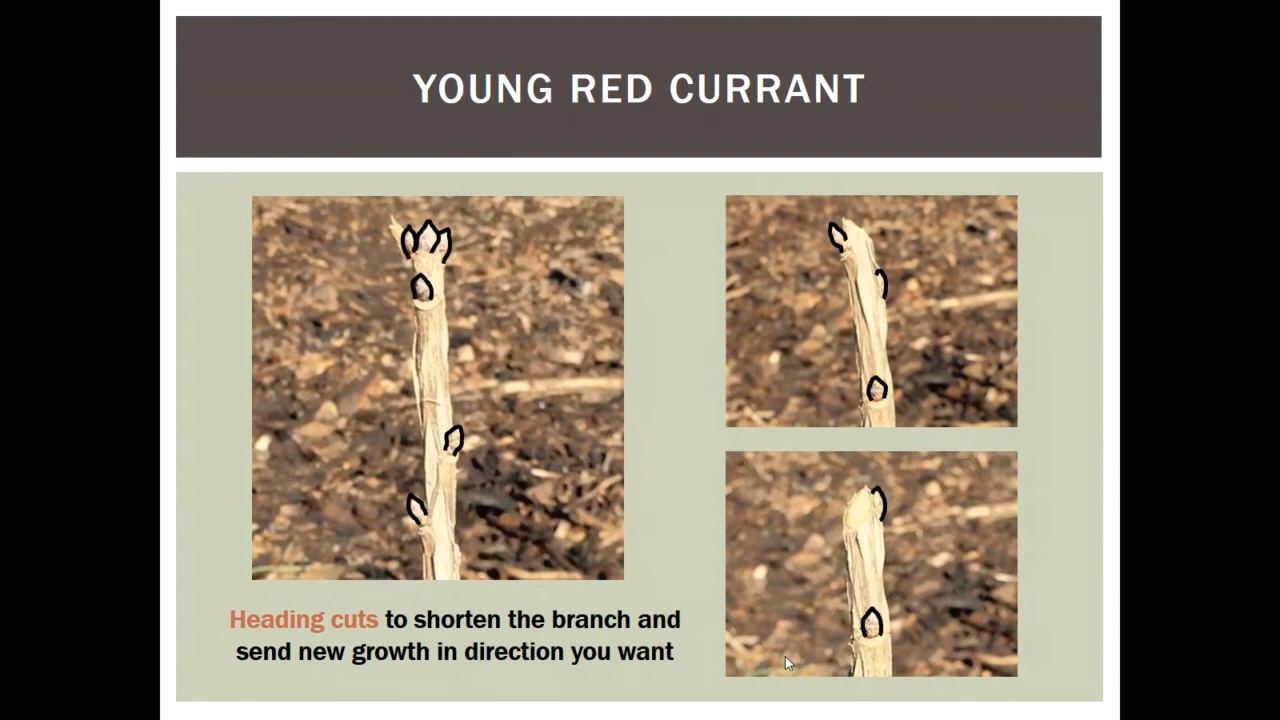 YOUNG RED CURRANT
Heading cuts to shorten the branch and
send new growth in direction you want